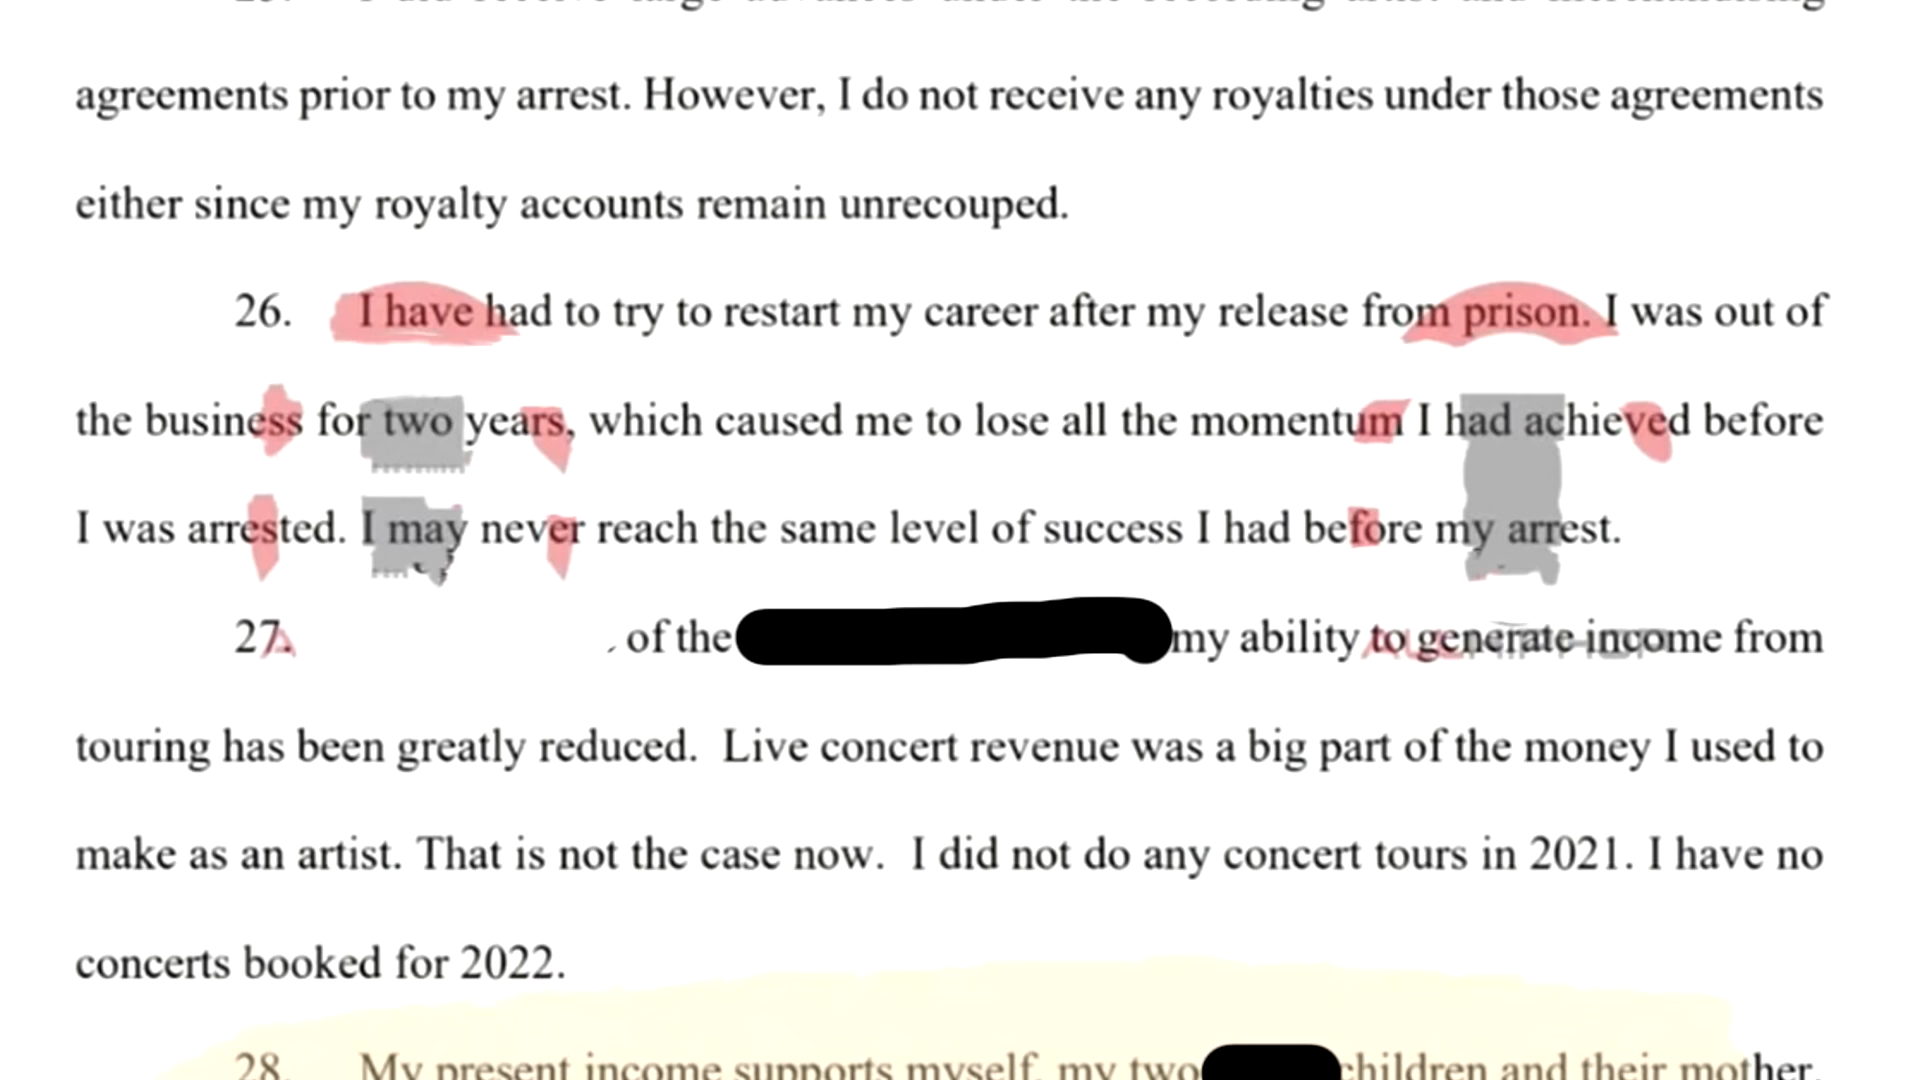 agreements prior to my arrest. However, I do not receive any royalties under those agreements
either since my royalty accounts remain unrecouped.
26. I have had to try to restart my career after my release from prison. I was out of
the business for two years, which caused me to lose all the momentum I had achieved before
I was arrested. I may never reach the same level of success I had before my arrest.
27. of the my ability to generate income from
touring has been greatly reduced. Live concert revenue was a big part of the money I used to
make as an artist. That is not the case now. I did not do any concert tours in 2021. I have no
concerts booked for 2022.
28. My present income supports myself, my two children and their mother.